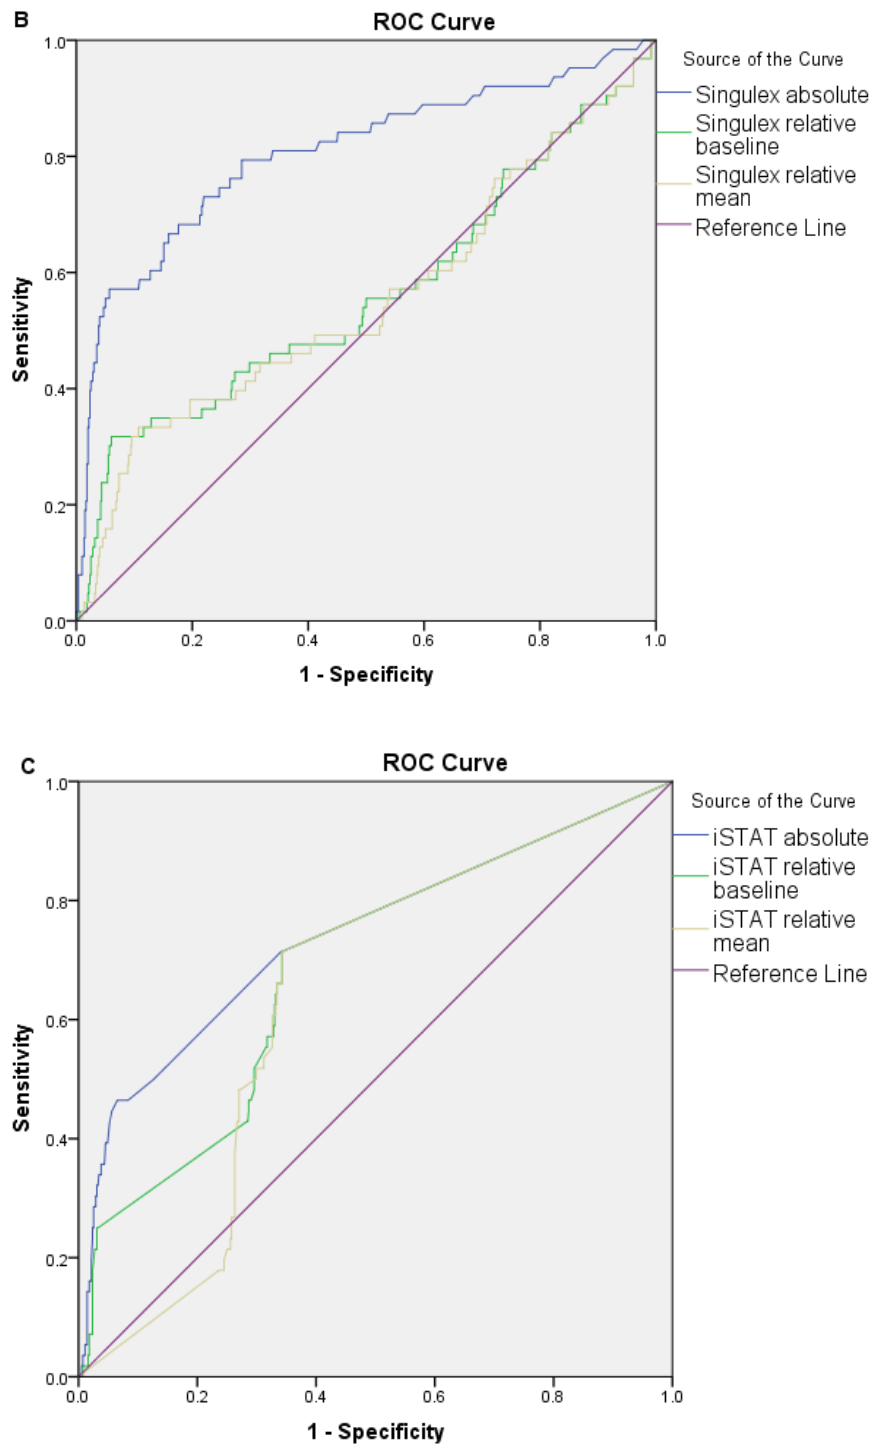 B
ROC Curve
Source of the Curve
Singulex absolute
Singulex relative
baseline
Singulex relative
mean
Reference Line
1.0
0.8
0.6
0.4
0.2
0.0
Sensitivity
0.0 0.2 0.4 0.6 0.8 1.0
1 - Specificity
C
ROC Curve
Source of the Curve
iSTAT absolute
iSTAT relative
baseline
iSTAT relative
mean
Reference Line
1.0
0.8
0.6
0.4
0.2
0.0
Sensitivity
0.0 0.2 0.4 0.6 0.8 1.0
1 - Specificity